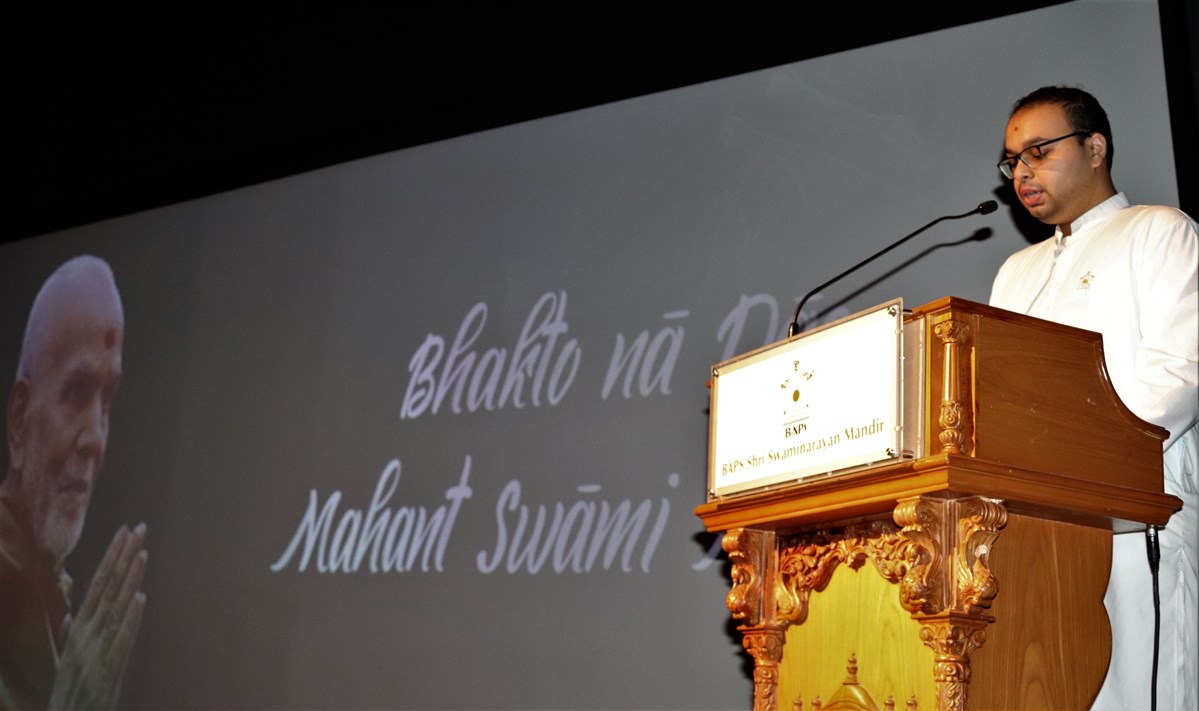 Bhakto nā
Mahant Swāmi
BAPS
BAPS Shri Swaminarayan Mandir